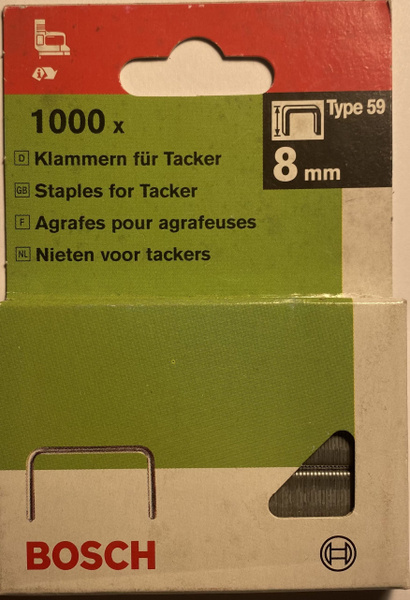 1000 x
Type 59
8 mm
D Klammern für Tacker
GB Staples for Tacker
F Agrafes pour agrafeuses
NL Nieten voor tackers
BOSCH